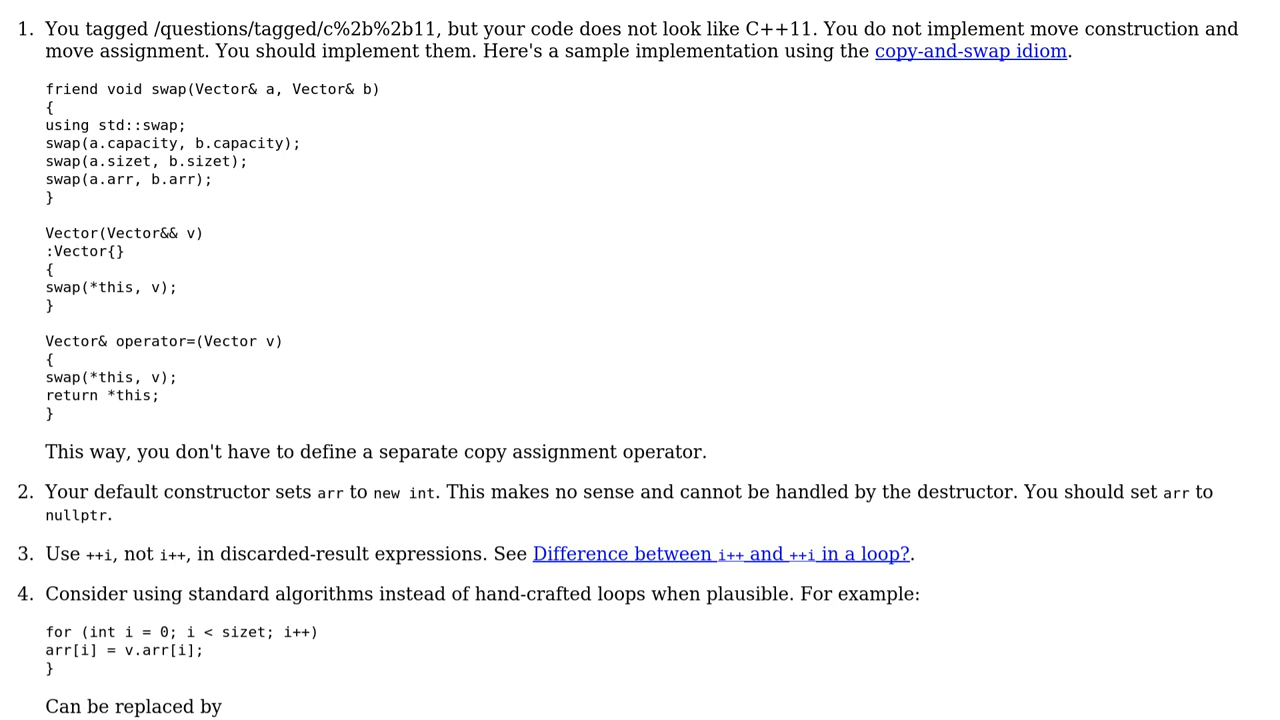 1. You tagged /questions/tagged/c%2b%2b11, but your code does not look like C++11. You do not implement move construction and
move assignment. You should implement them. Here's a sample implementation using the copy-and-swap idiom.
friend void swap(Vector& a, Vector& b)
{
using std::swap;
swap(a.capacity, b.capacity);
swap(a.sizet, b.sizet);
swap(a.arr, b.arr);
}
Vector(Vector&& v)
:Vector{}
{
swap(*this, v);
}
Vector& operator=(Vector v)
{
swap(*this, v);
return *this;
}
This way, you don't have to define a separate copy assignment operator.
2. Your default constructor sets arr to new int. This makes no sense and cannot be handled by the destructor. You should set arr to
nullptr.
3. Use ++i, not i++, in discarded-result expressions. See Difference between i++ and ++i in a loop?.
4. Consider using standard algorithms instead of hand-crafted loops when plausible. For example:
for (int i = 0; i < sizet; i++)
arr[i] = v.arr[i];
}
Can be replaced by